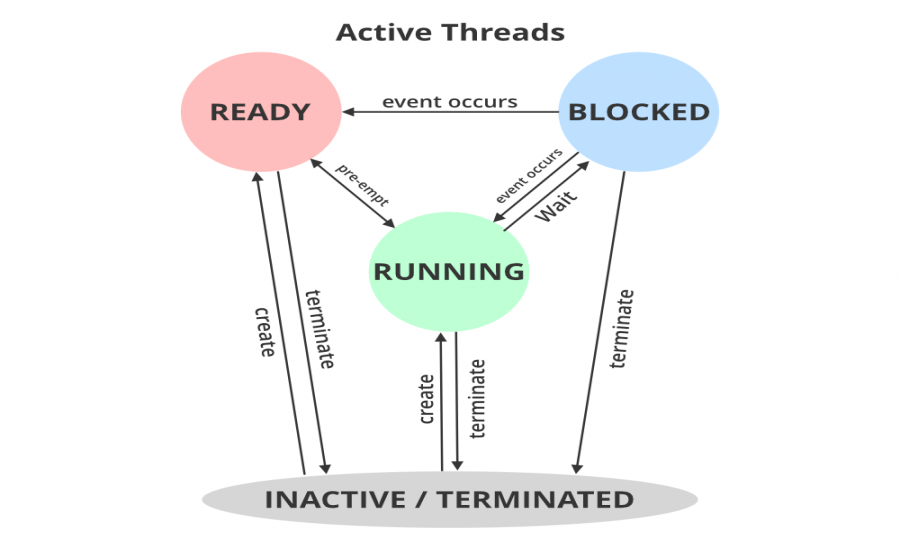 Active Threads
READY
event occurs
BLOCKED
pre-empt
event occurs
Wait
RUNNING
create
terminate
create
terminate
terminate
INACTIVE / TERMINATED